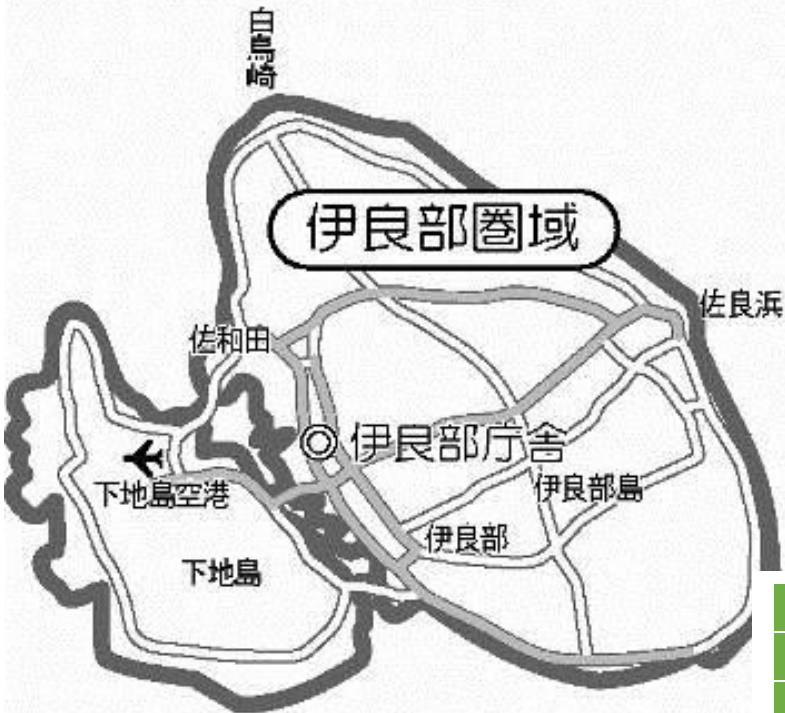 白鳥崎
伊良部圏域
佐良浜
佐和田
伊良部庁舎
下地島空港
伊良部島
伊良部
下地島